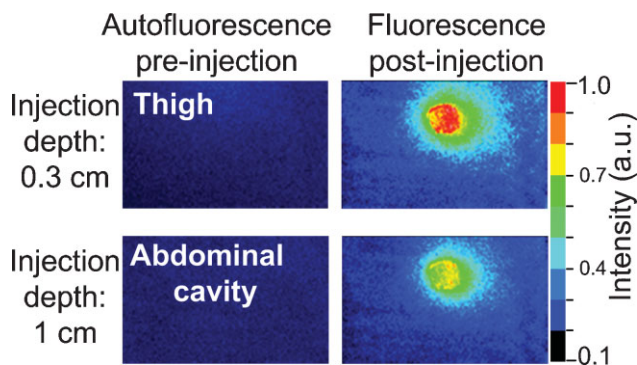 Autofluorescence
pre-injection
Fluorescence
post-injection
Injection
depth:
0.3 cm
Thigh
Injection
depth:
1 cm
Abdominal
cavity
1.0
0.7
0.4
0.1
Intensity (a.u.)